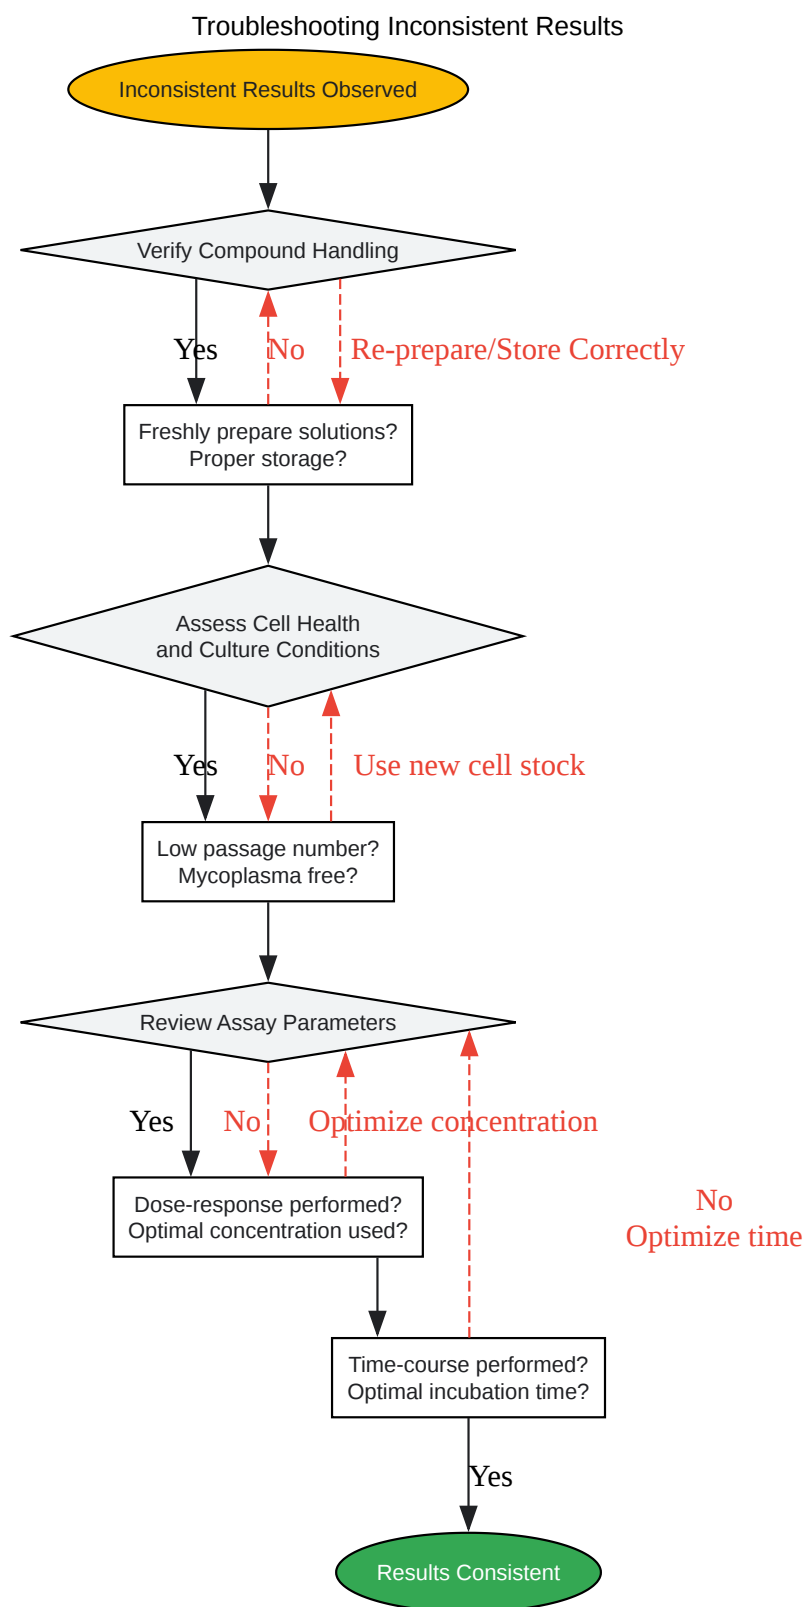 Troubleshooting Inconsistent Results
Inconsistent Results Observed
Verify Compound Handling
Yes
No
Re-prepare/Store Correctly
Freshly prepare solutions?
Proper storage?
Assess Cell Health
and Culture Conditions
Yes
No
Use new cell stock
Low passage number?
Mycoplasma free?
Review Assay Parameters
Yes
No
Optimize concentration
Dose-response performed?
Optimal concentration used?
No
Optimize time
Time-course performed?
Optimal incubation time?
Yes
Results Consistent